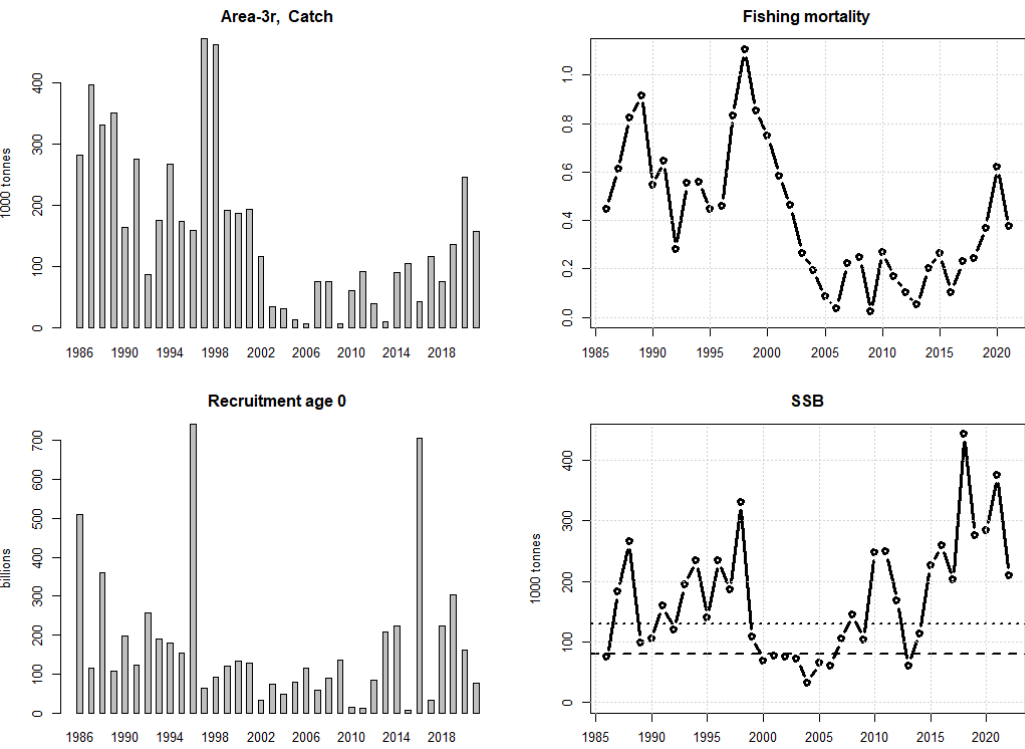 Area-3r, Catch
1000 tonnes
0 100 200 300 400
1986 1990 1994 1998 2002 2006 2010 2014 2018
Fishing mortality
0.0 0.2 0.4 0.6 0.8 1.0
1985 1990 1995 2000 2005 2010 2015 2020
Recruitment age 0
billions
0 100 200 300 400 500 600 700
1986 1990 1994 1998 2002 2006 2010 2014 2018
SSB
1000 tonnes
0 100 200 300 400
1985 1990 1995 2000 2005 2010 2015 2020